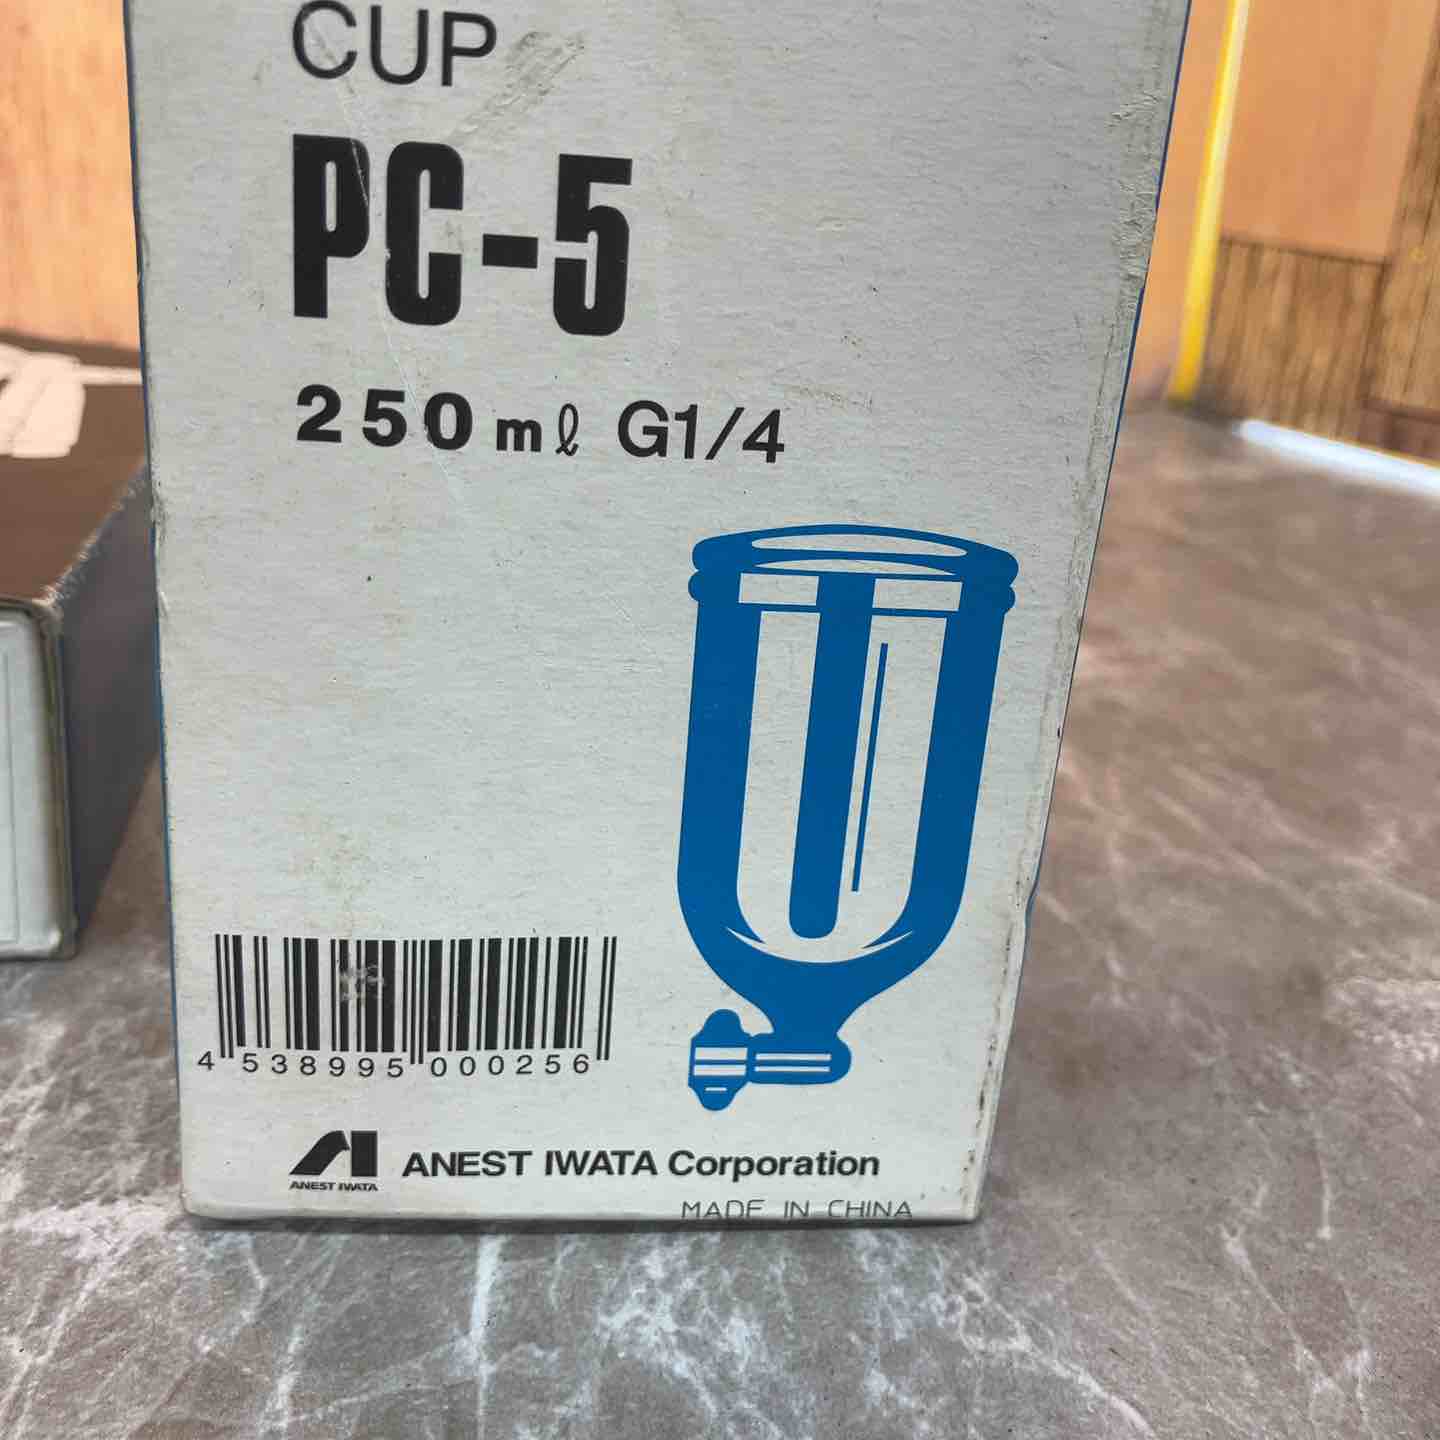 CUP
PC-5
250mℓ G1/4
4 538995 000256
ANEST IWATA
ANEST IWATA Corporation
MADE IN CHINA